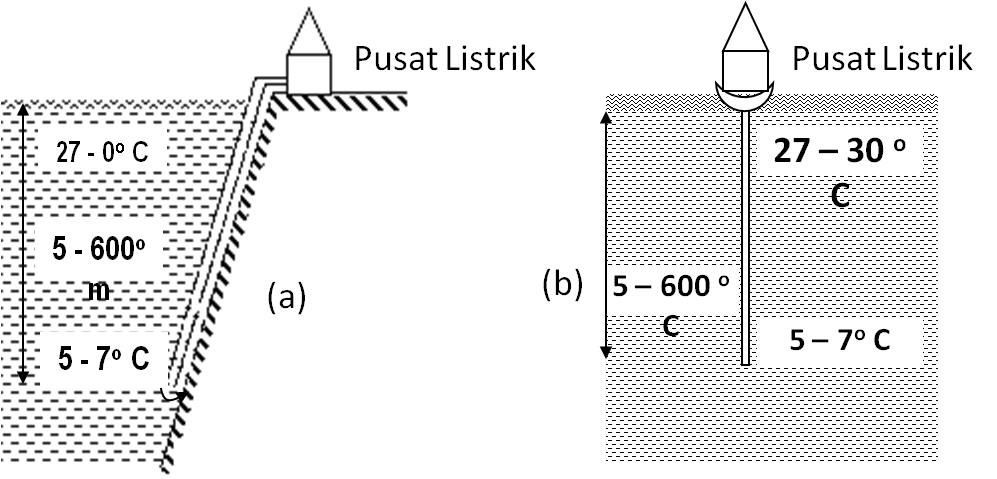 Pusat Listrik
27 - 0º C
5 - 600º
m
5 - 7º C
(a)
Pusat Listrik
27 – 30 º
C
(b)
5 – 600 º
C
5 – 7º C